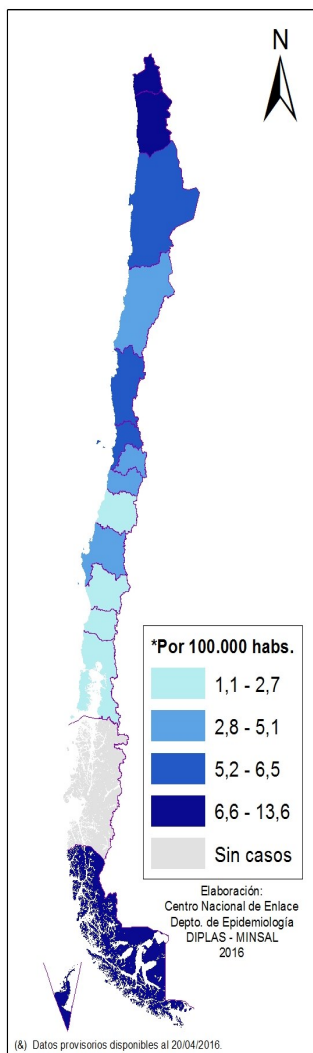 N
*Por 100.000 habs.
1,1 - 2,7
2,8 - 5,1
5,2 - 6,5
6,6 - 13,6
Sin casos
Elaboración:
Centro Nacional de Enlace
Depto. de Epidemiología
DIPLAS - MINSAL
2016
(&) Datos provisorios disponibles al 20/04/2016.